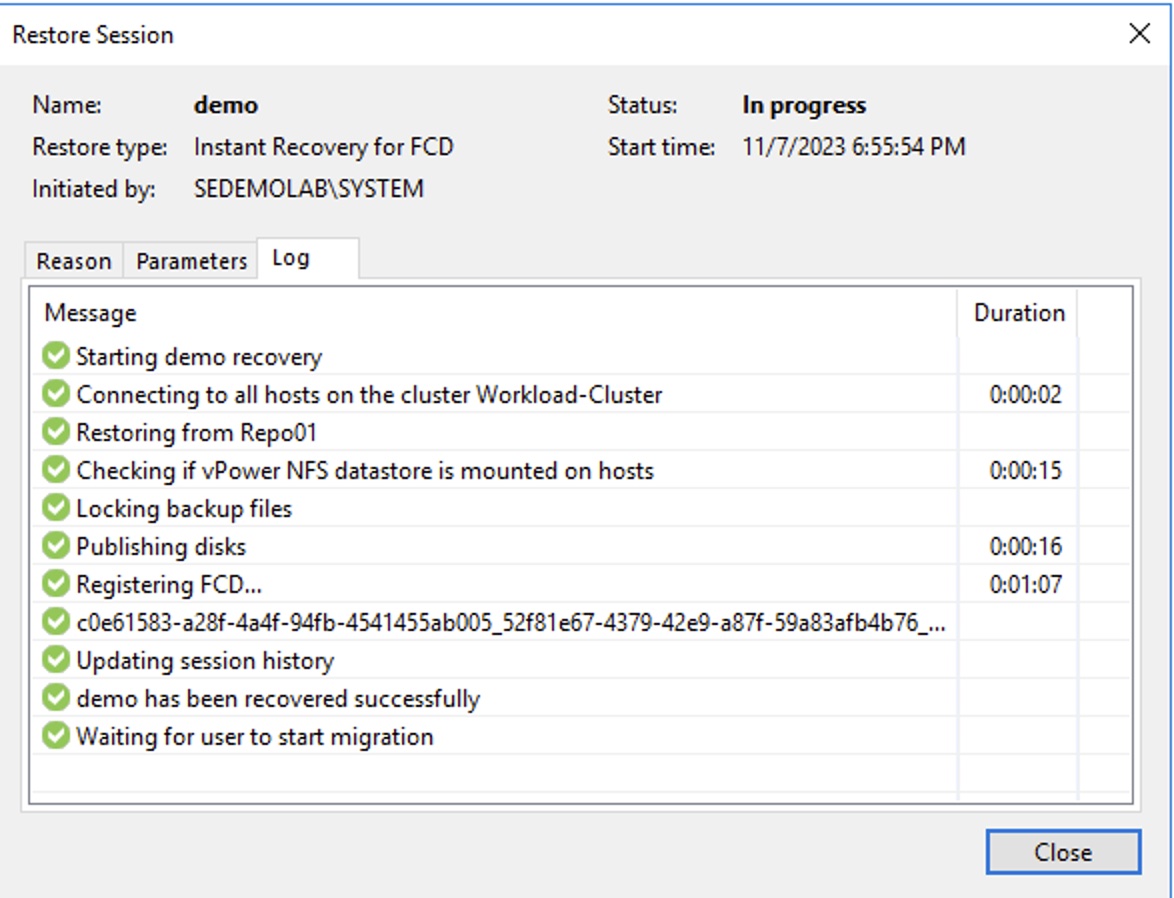 Restore Session
Name: demo Status: In progress
Restore type: Instant Recovery for FCD Start time: 11/7/2023 6:55:54 PM
Initiated by: SEDEMOLAB\SYSTEM
Reason Parameters Log
Message Duration
Starting demo recovery
Connecting to all hosts on the cluster Workload-Cluster 0:00:02
Restoring from Repo01
Checking if vPower NFS datastore is mounted on hosts 0:00:15
Locking backup files
Publishing disks 0:00:16
Registering FCD... 0:01:07
c0e61583-a28f-4a4f-94fb-4541455ab005_52f81e67-4379-42e9-a87f-59a83afb4b76_...
Updating session history
demo has been recovered successfully
Waiting for user to start migration
Close